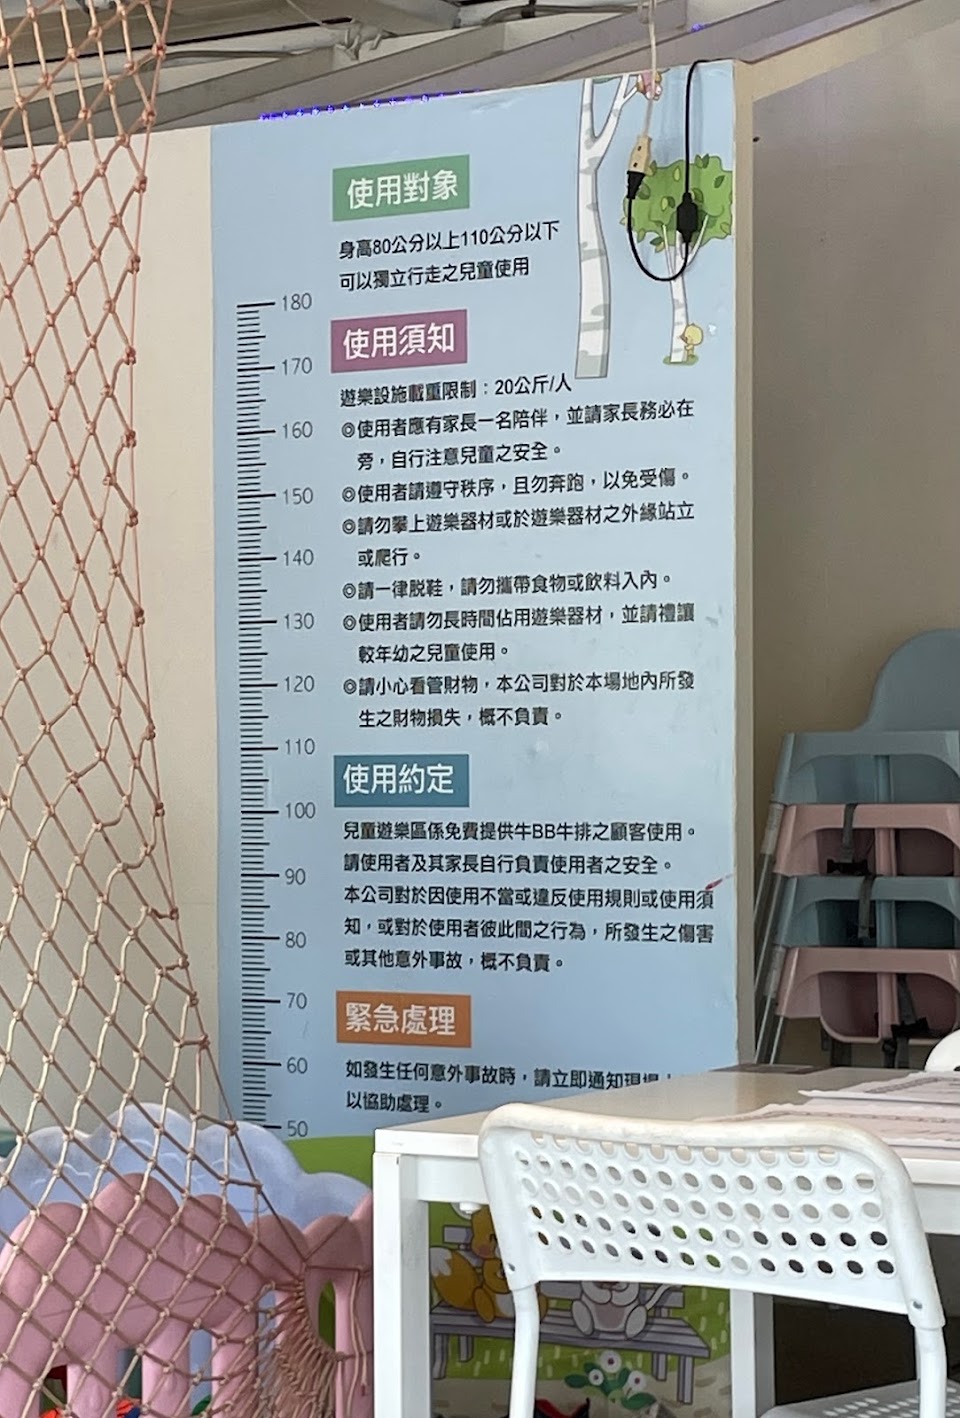 使用對象
身高80公分以上110公分以下
可以獨立行走之兒童使用
使用須知
遊樂設施載重限制：20公斤/人
◎使用者應有家長一名陪伴，並請家長務必在
旁，自行注意兒童之安全。
◎使用者請遵守秩序，且勿奔跑，以免受傷。
◎請勿攀上遊樂器材或於遊樂器材之外緣站立
或爬行。
◎請一律脫鞋，請勿攜帶食物或飲料入內。
◎使用者請勿長時間佔用遊樂器材，並請禮讓
較年幼之兒童使用。
◎請小心看管財物，本公司對於本場地內所發
生之財物損失，概不負責。
使用約定
兒童遊樂區係免費提供牛BB牛排之顧客使用。
請使用者及其家長自行負責使用者之安全。
本公司對於因使用不當或違反使用規則或使用須
知，或對於使用者彼此間之行為，所發生之傷害
或其他意外事故，概不負責。
緊急處理
如發生任何意外事故時，請立即通知現場
以協助處理。
180
170
160
150
140
130
120
110
100
90
80
70
60
50